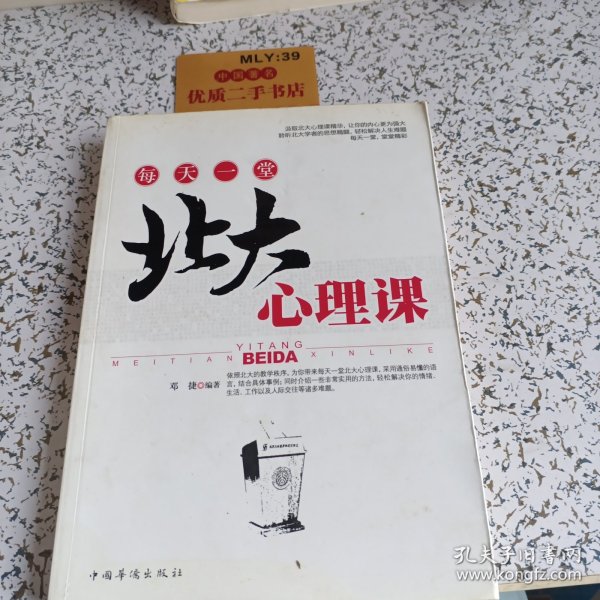 MLY:39
中国著名
优质二手书店
汲取北大心理课精华，让你的内心更为强大
聆听北大学者的思想精髓，轻松解决人生难题
每天一堂，堂堂精彩
每天一堂
北大
心理课
YITANG
MEITIAN BEIDA XINLIKE
邓 捷 编著
依照北大的教学秩序，为你带来每天一堂北大心理课，采用通俗易懂的语
言，结合具体事例；同时介绍一些非常实用的方法，轻松解决你的情绪、
生活、工作以及人际交往等诸多难题。
中国华侨出版社
孔夫子旧书网
www.kongfz.com